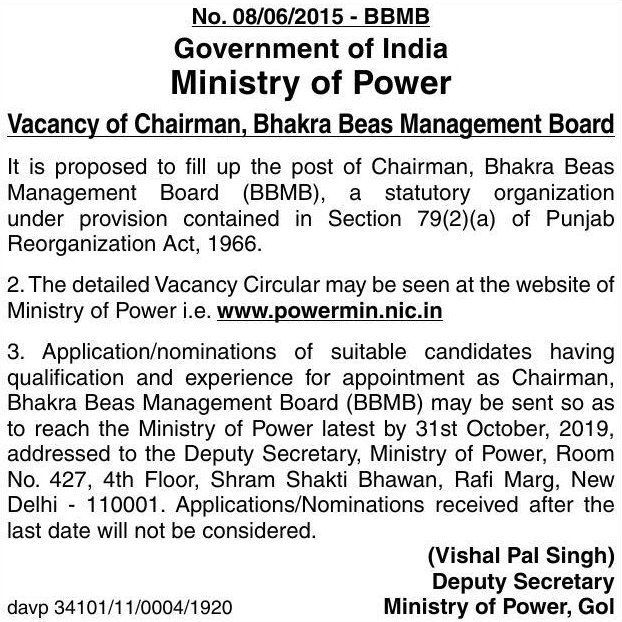 No. 08/06/2015 - BBMB
Government of India
Ministry of Power
Vacancy of Chairman, Bhakra Beas Management Board
It is proposed to fill up the post of Chairman, Bhakra Beas
Management Board (BBMB), a statutory organization
under provision contained in Section 79(2)(a) of Punjab
Reorganization Act, 1966.
2. The detailed Vacancy Circular may be seen at the website of
Ministry of Power i.e. www.powermin.nic.in
3. Application/nominations of suitable candidates having
qualification and experience for appointment as Chairman,
Bhakra Beas Management Board (BBMB) may be sent so as
to reach the Ministry of Power latest by 31st October, 2019,
addressed to the Deputy Secretary, Ministry of Power, Room
No. 427, 4th Floor, Shram Shakti Bhawan, Rafi Marg, New
Delhi - 110001. Applications/Nominations received after the
last date will not be considered.
(Vishal Pal Singh)
Deputy Secretary
davp 34101/11/0004/1920 Ministry of Power, GoI